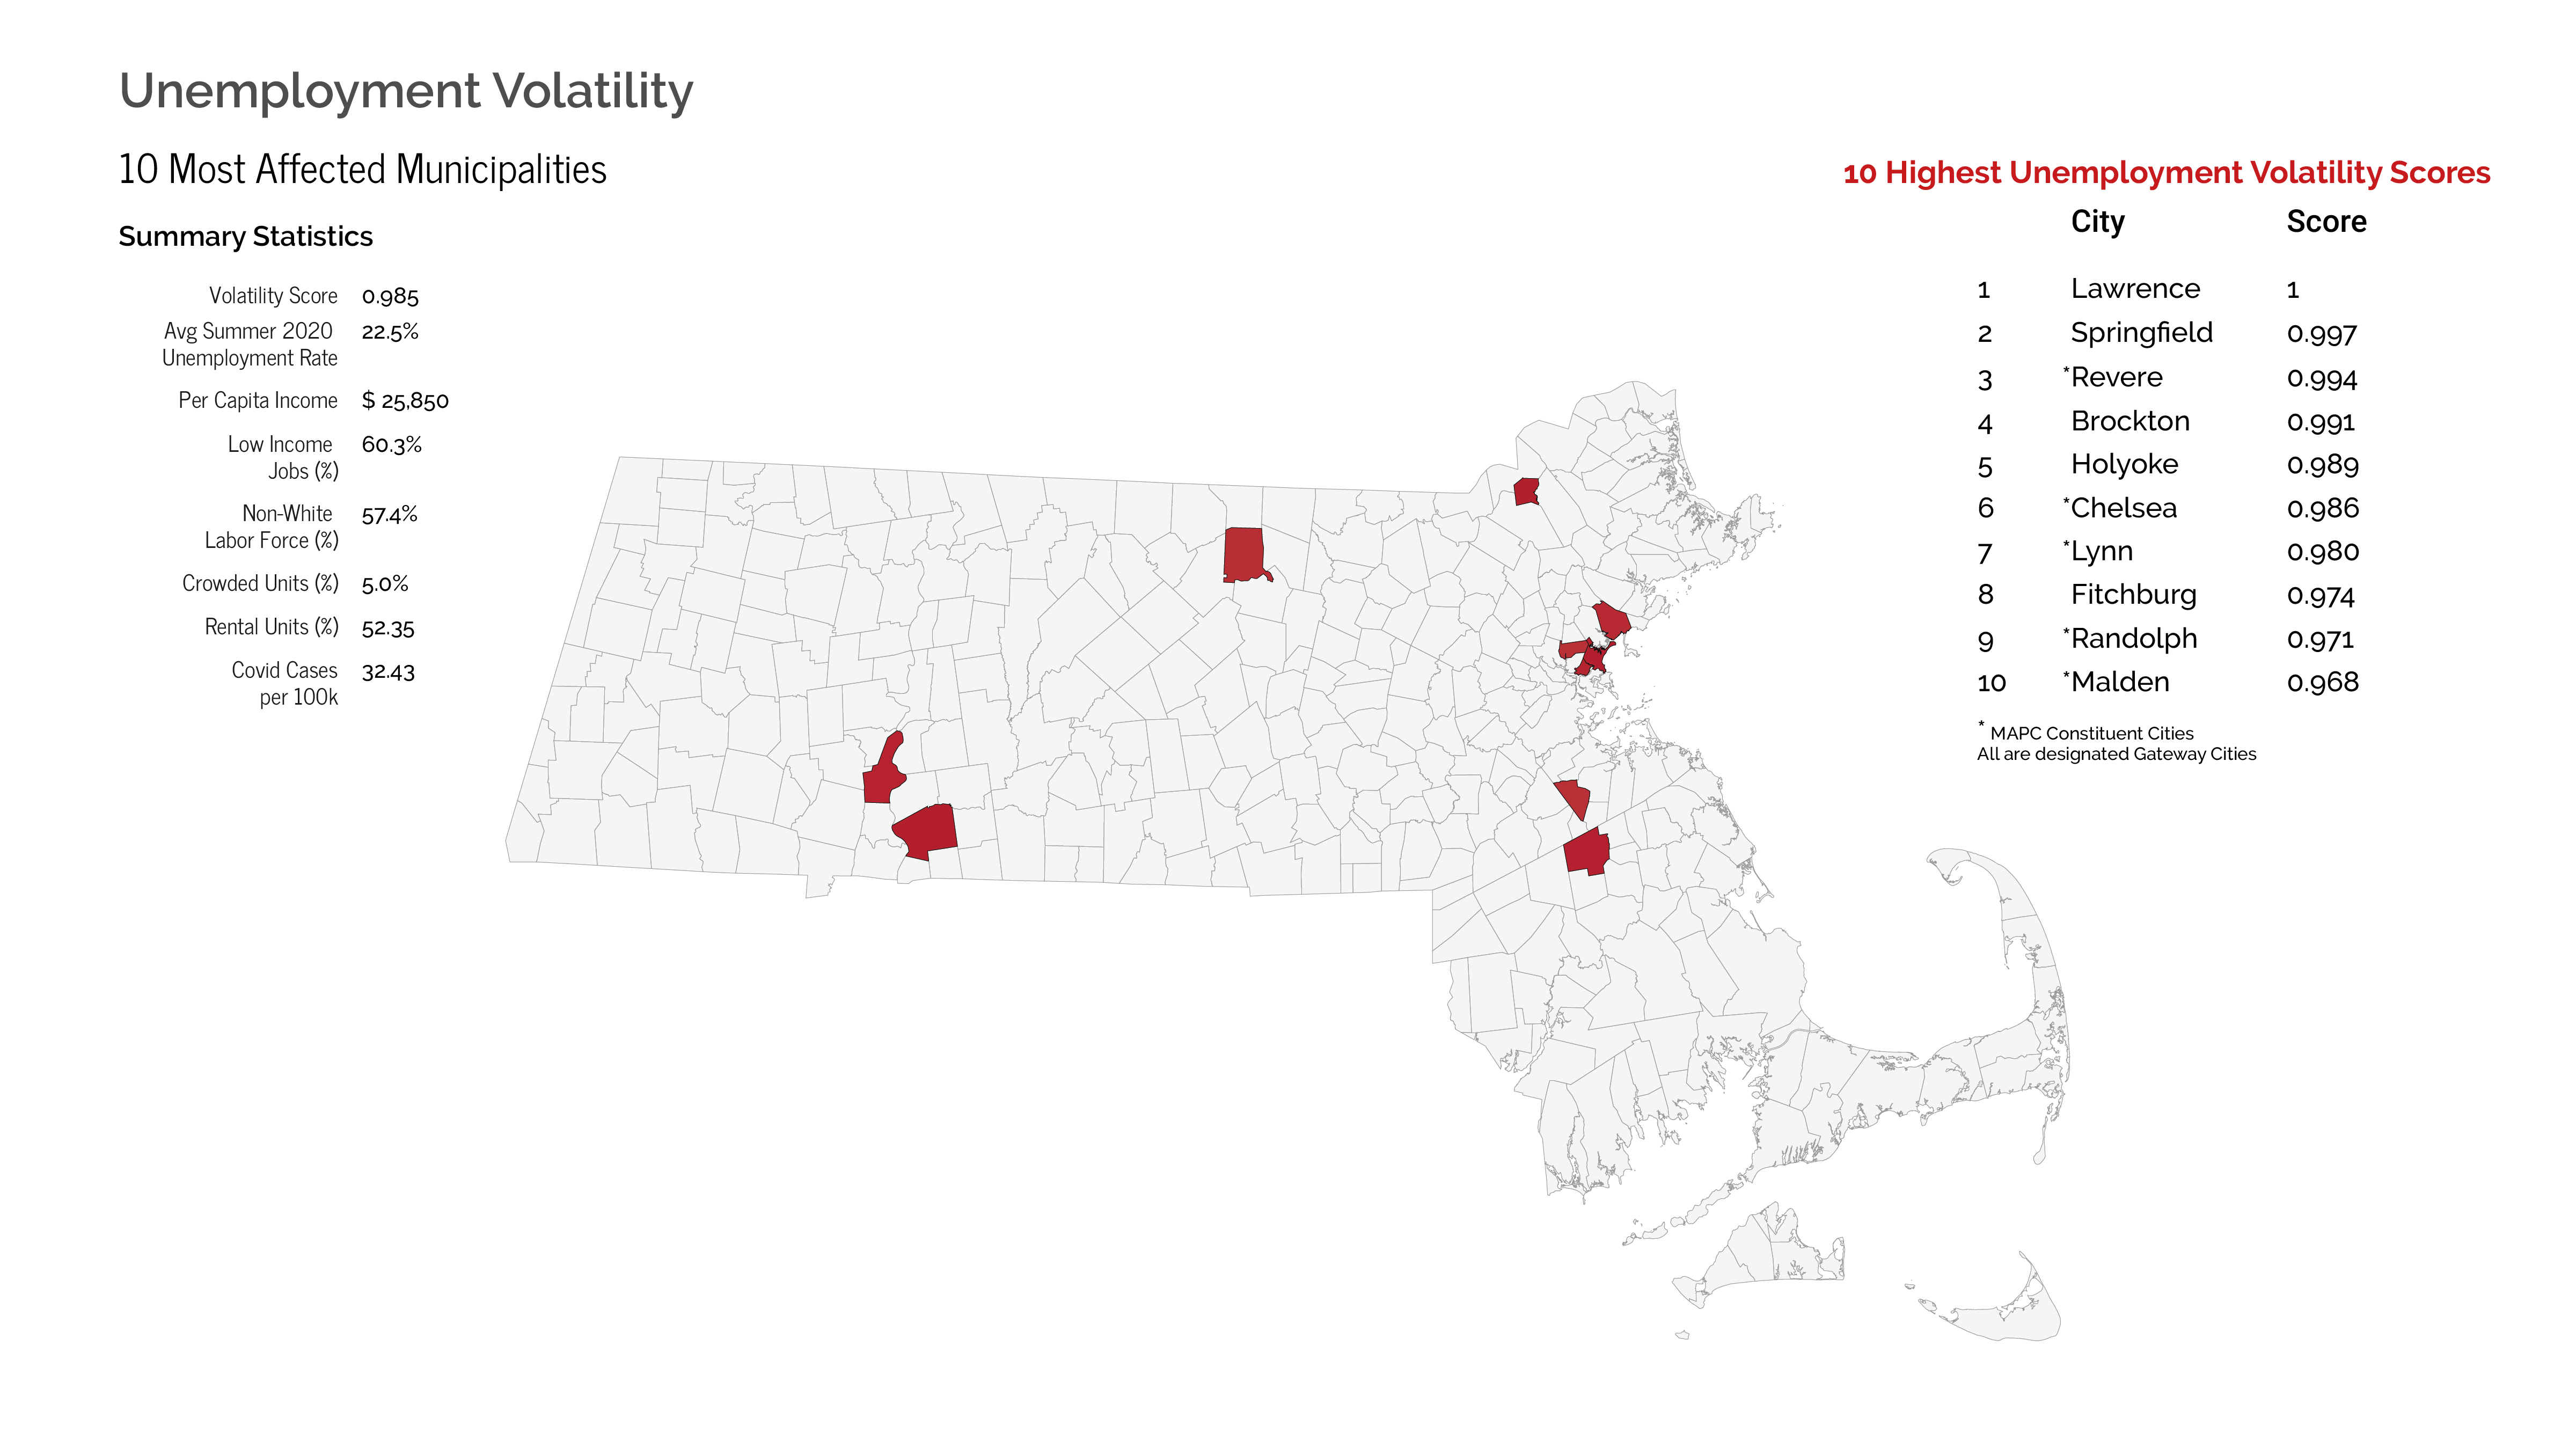 Unemployment Volatility
10 Most Affected Municipalities
Summary Statistics
Volatility Score 0.985
Avg Summer 2020 22.5%
Unemployment Rate
Per Capita Income $ 25,850
Low Income 60.3%
Jobs (%)
Non-White 57.4%
Labor Force (%)
Crowded Units (%) 5.0%
Rental Units (%) 52.35
Covid Cases 32.43
per 100k
10 Highest Unemployment Volatility Scores
City Score
1 Lawrence 1
2 Springfield 0.997
3 *Revere 0.994
4 Brockton 0.991
5 Holyoke 0.989
6 *Chelsea 0.986
7 *Lynn 0.980
8 Fitchburg 0.974
9 *Randolph 0.971
10 *Malden 0.968
* MAPC Constituent Cities
All are designated Gateway Cities